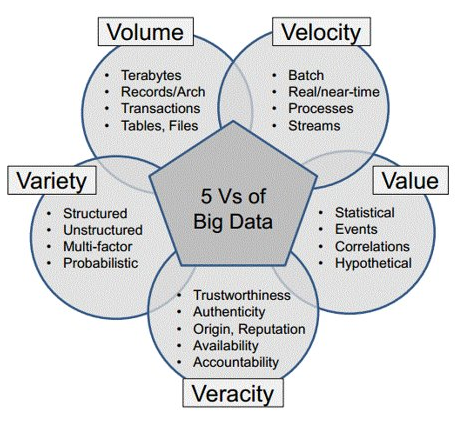 Volume
• Terabytes
• Records/Arch
• Transactions
• Tables, Files
Velocity
• Batch
• Real/near-time
• Processes
• Streams
Variety
• Structured
• Unstructured
• Multi-factor
• Probabilistic
5 Vs of
Big Data
Value
• Statistical
• Events
• Correlations
• Hypothetical
• Trustworthiness
• Authenticity
• Origin, Reputation
• Availability
• Accountability
Veracity